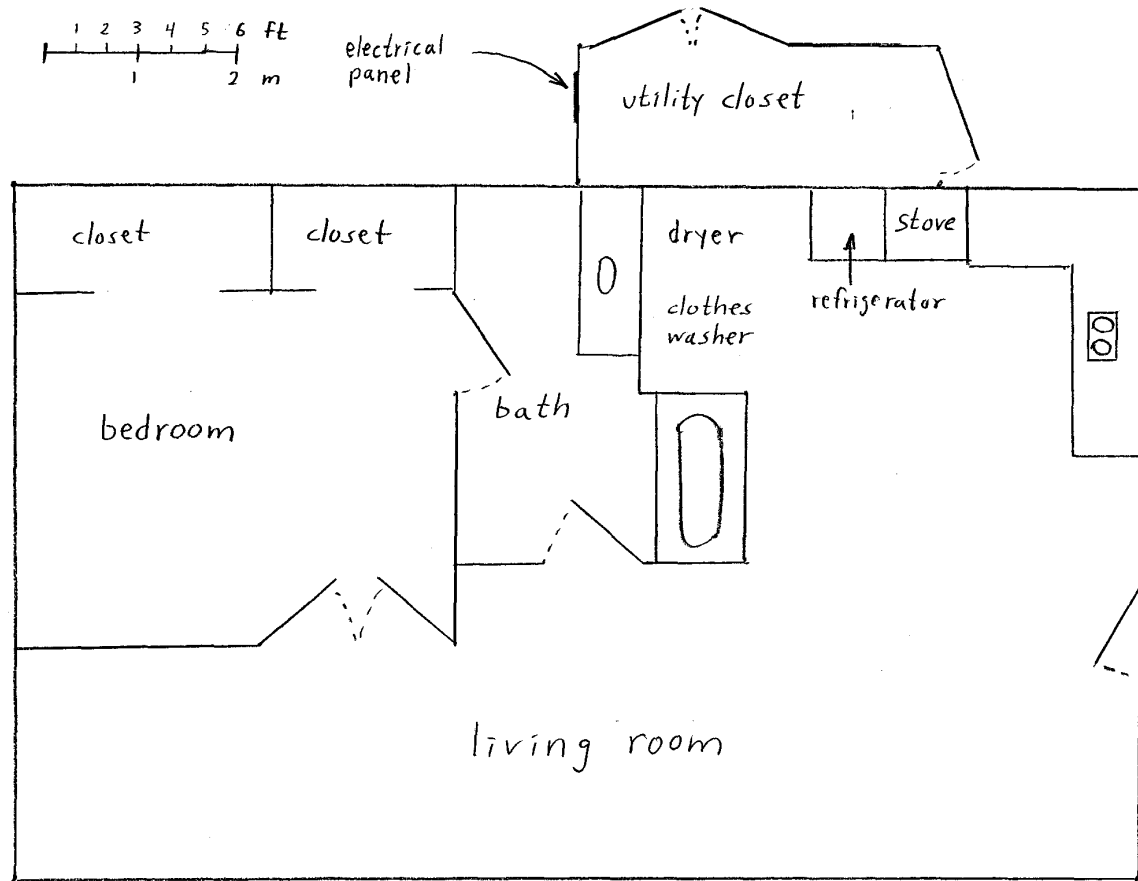 1 2 3 4 5 6 ft
1 2 m
electrical
panel
utility closet
closet
closet
dryer
stove
clothes
washer
refrigerator
bedroom
bath
living room